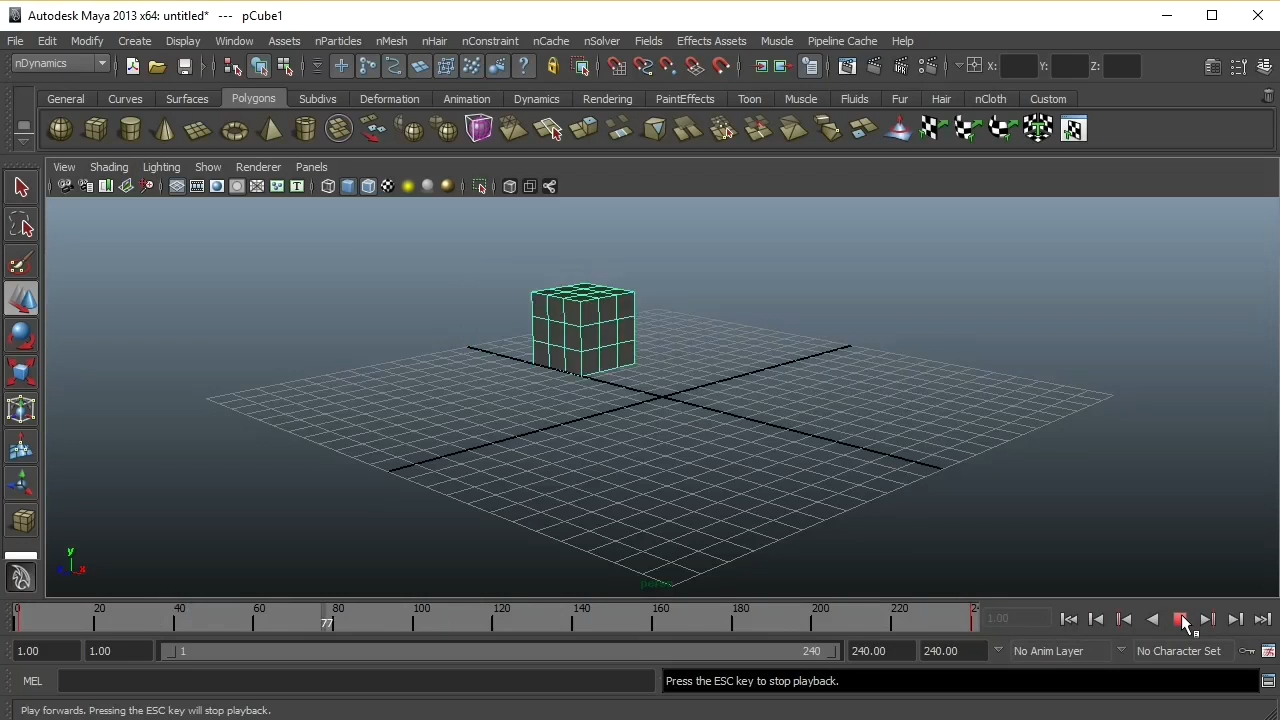 Autodesk Maya 2013 x64: untitled* --- pCube1
File Edit Modify Create Display Window Assets nParticles nMesh nHair nConstraint nCache nSolver Fields Effects Assets Muscle Pipeline Cache Help
nDynamics X: Y: Z:
General Curves Surfaces Polygons Subdivs Deformation Animation Dynamics Rendering PaintEffects Toon Muscle Fluids Fur Hair nCloth Custom
View Shading Lighting Show Renderer Panels
y
x
persp
0 20 40 60 80 100 120 140 160 180 200 220 24
77 1.00
1.00 1.00 1 240 240.00 240.00 No Anim Layer No Character Set
MEL Press the ESC key to stop playback.
Play forwards. Pressing the ESC key will stop playback.